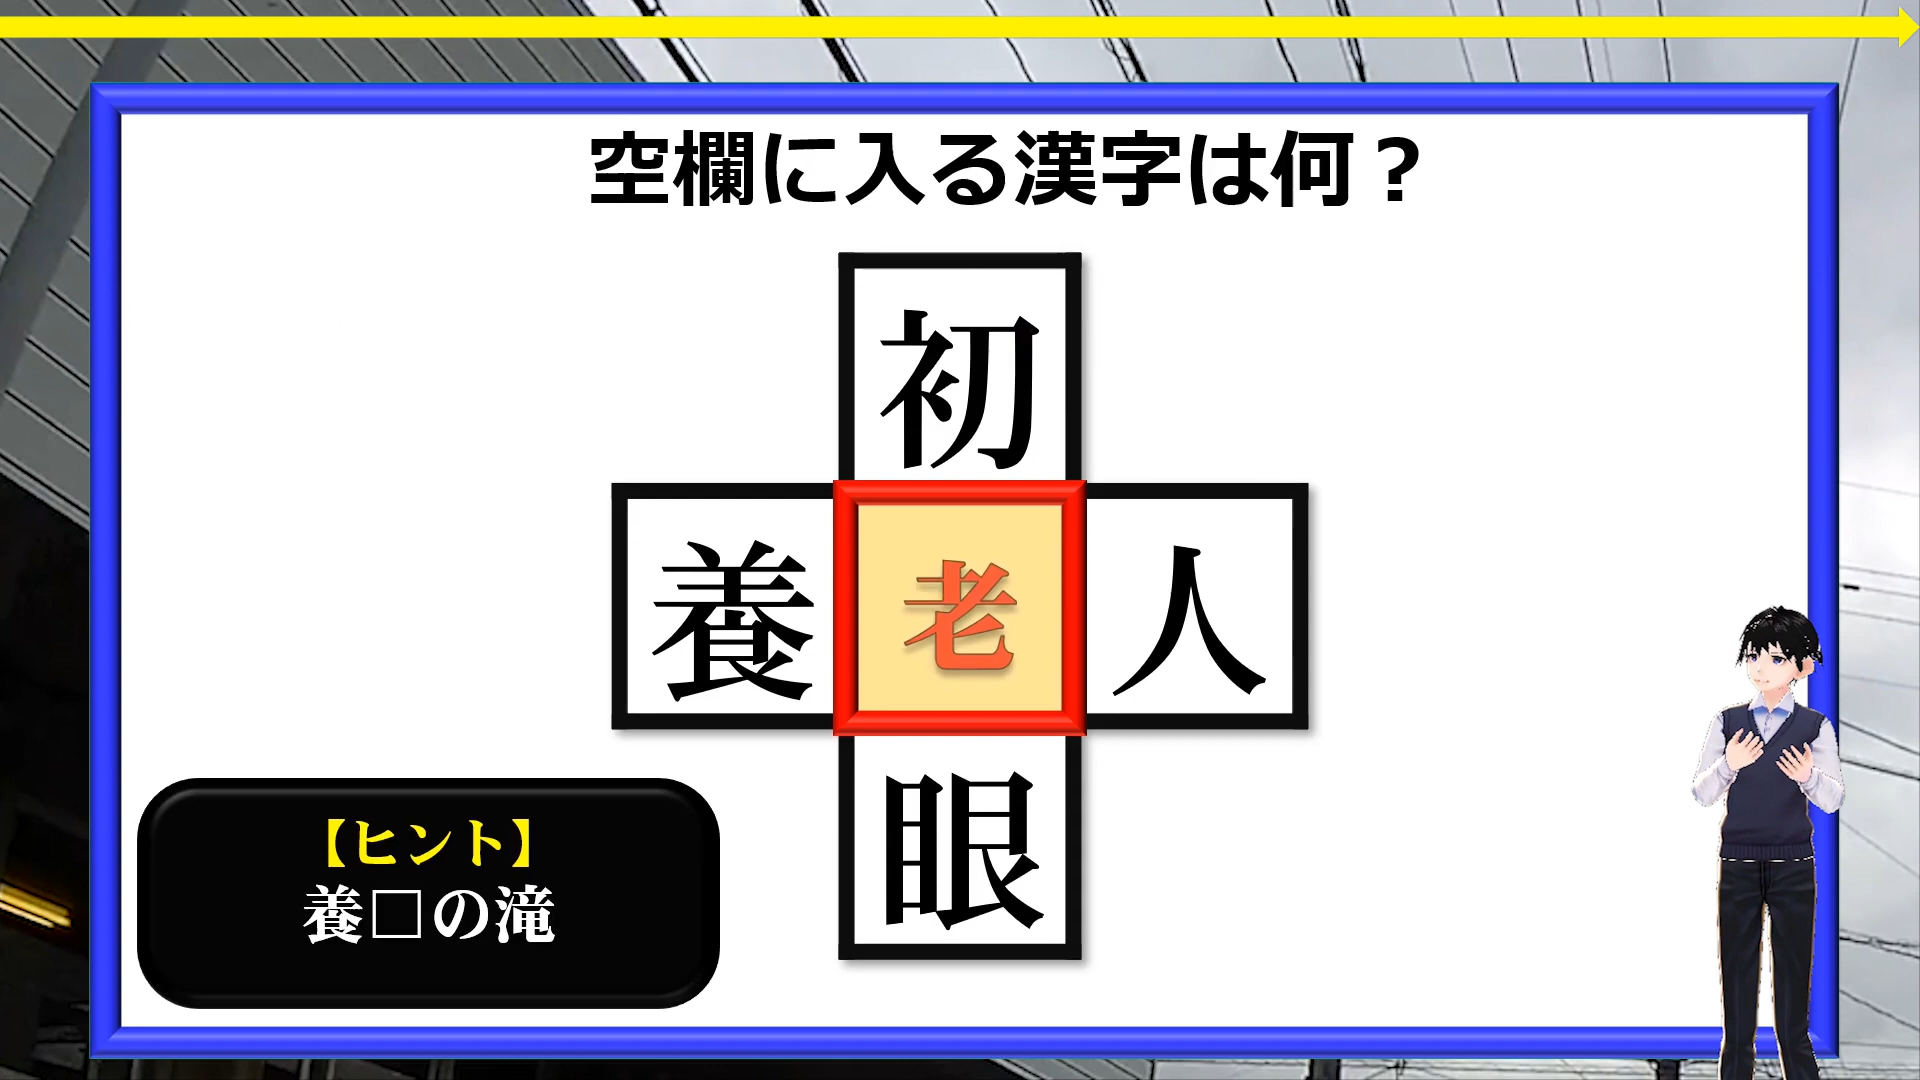 空欄に入る漢字は何？
初
養老人
眼
【ヒント】
養□の滝